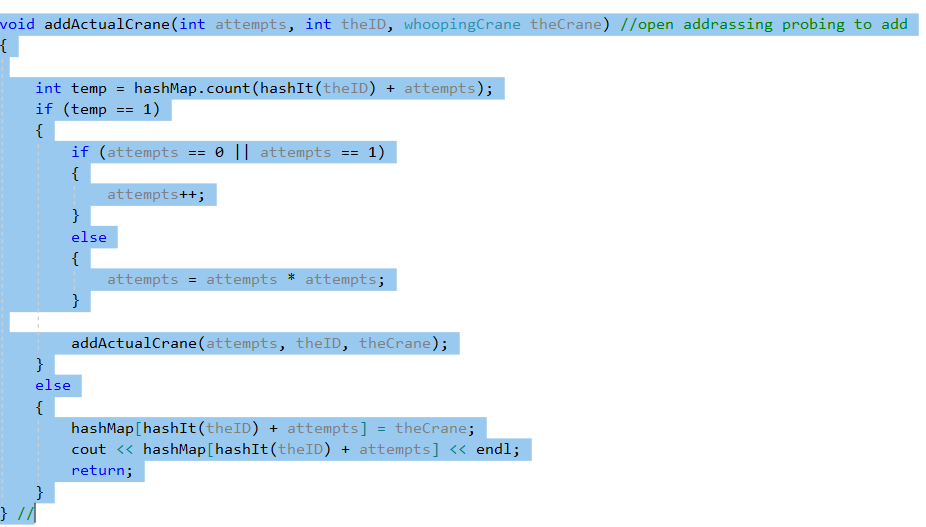 void addActualCrane(int attempts, int theID, whoopingCrane theCrane) //open addrassing probing to add
{
int temp = hashMap.count(hashIt(theID) + attempts);
if (temp == 1)
{
if (attempts == 0 || attempts == 1)
{
attempts++;
}
else
{
attempts = attempts * attempts;
}
addActualCrane(attempts, theID, theCrane);
}
else
{
hashMap[hashIt(theID) + attempts] = theCrane;
cout << hashMap[hashIt(theID) + attempts] << endl;
return;
}
} //